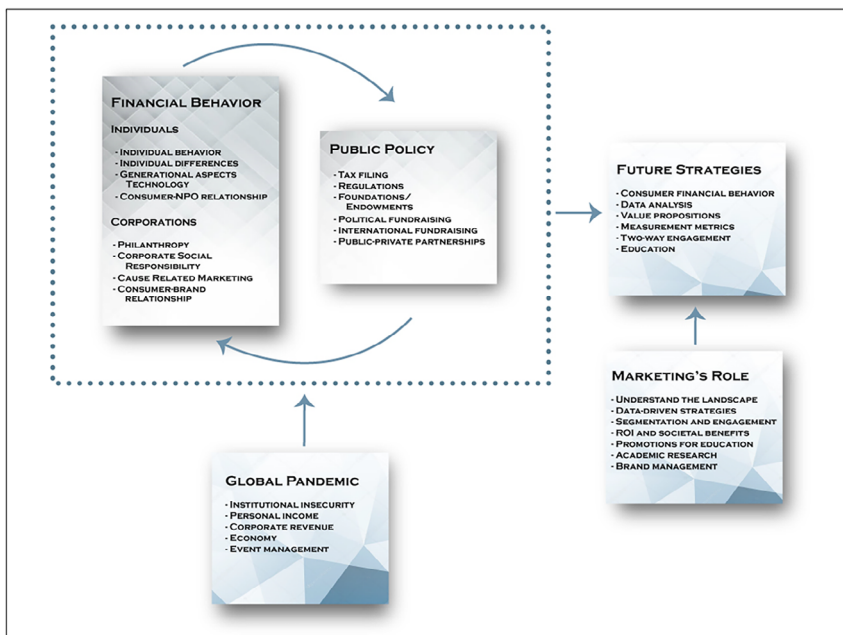 FINANCIAL BEHAVIOR
INDIVIDUALS
- INDIVIDUAL BEHAVIOR
- INDIVIDUAL DIFFERENCES
- GENERATIONAL ASPECTS
TECHNOLOGY
- CONSUMER-NPO RELATIONSHIP
CORPORATIONS
- PHILANTHROPY
- CORPORATE SOCIAL
RESPONSIBILITY
- CAUSE RELATED MARKETING
- CONSUMER-BRAND
RELATIONSHIP
PUBLIC POLICY
- TAX FILING
- REGULATIONS
- FOUNDATIONS/
ENDOWMENTS
- POLITICAL FUNDRAISING
- INTERNATIONAL FUNDRAISING
- PUBLIC-PRIVATE PARTNERSHIPS
FUTURE STRATEGIES
- CONSUMER FINANCIAL BEHAVIOR
- DATA ANALYSIS
- VALUE PROPOSITIONS
- MEASUREMENT METRICS
- TWO-WAY ENGAGEMENT
- EDUCATION
MARKETING'S ROLE
- UNDERSTAND THE LANDSCAPE
- DATA-DRIVEN STRATEGIES
- SEGMENTATION AND ENGAGEMENT
- ROI AND SOCIETAL BENEFITS
- PROMOTIONS FOR EDUCATION
- ACADEMIC RESEARCH
- BRAND MANAGEMENT
GLOBAL PANDEMIC
- INSTITUTIONAL INSECURITY
- PERSONAL INCOME
- CORPORATE REVENUE
- ECONOMY
- EVENT MANAGEMENT